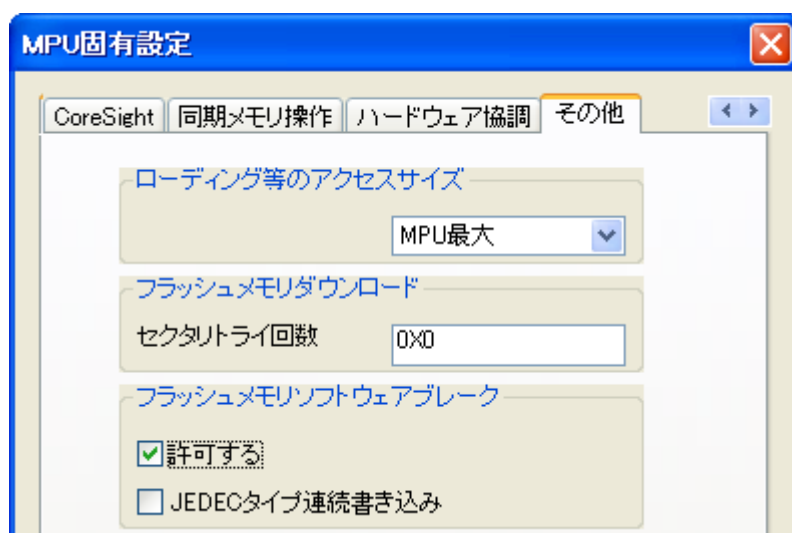 MPU固有設定
CoreSight 同期メモリ操作 ハードウェア協調 その他
ローディング等のアクセスサイズ
MPU最大
フラッシュメモリダウンロード
セクタリトライ回数 0X0
フラッシュメモリソフトウェアブレーク
許可する
JEDECタイプ連続書き込み